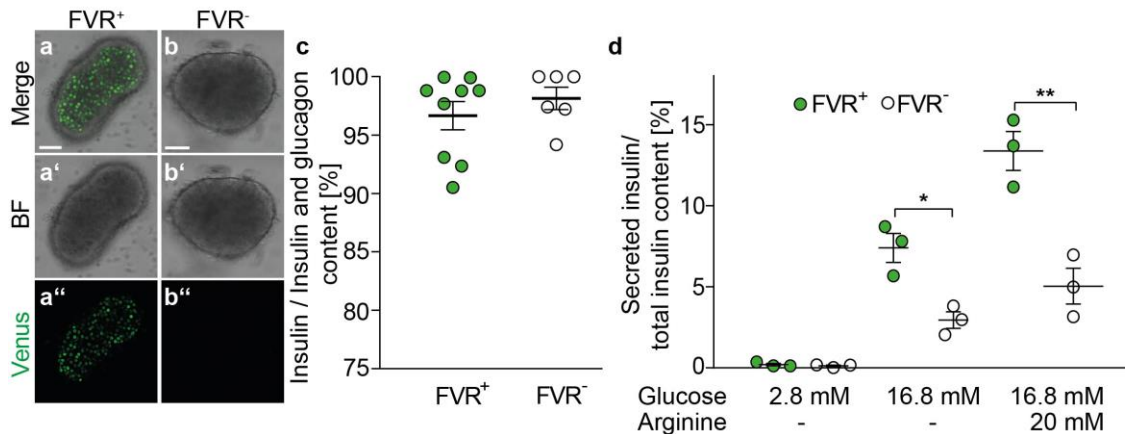 FVR⁺ FVR⁻
a b
Merge
a' b'
BF
a" b"
Venus
c
Insulin / Insulin and glucagon
content [%]
100
95
90
85
80
75
FVR⁺ FVR⁻
d
FVR⁺ FVR⁻
Secreted insulin/
total insulin content [%]
15
10
5
0
*
**
Glucose 2.8 mM 16.8 mM 16.8 mM
Arginine - - 20 mM